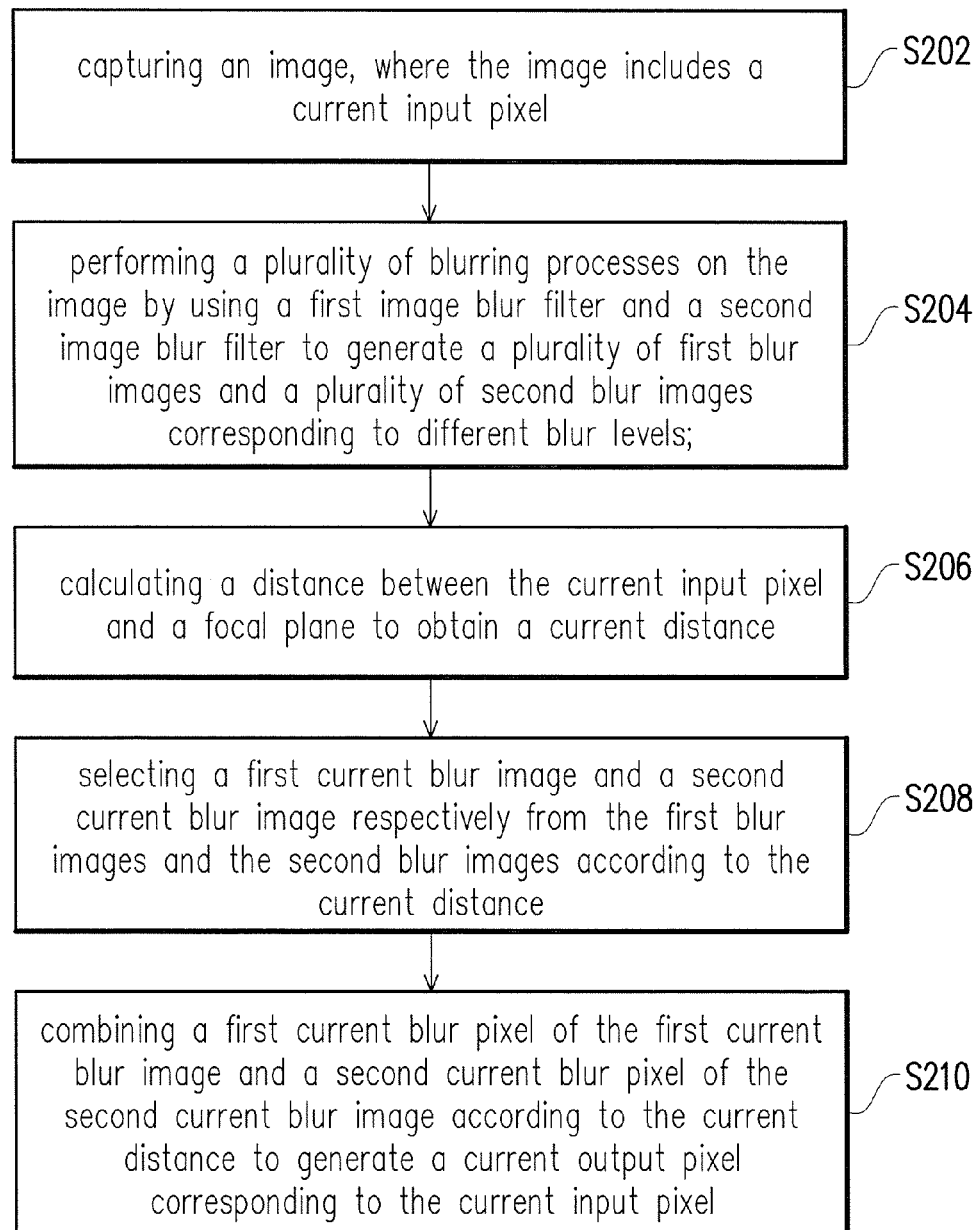 capturing an image, where the image includes a
current input pixel
S202
performing a plurality of blurring processes on the
image by using a first image blur filter and a second
image blur filter to generate a plurality of first blur
images and a plurality of second blur images
corresponding to different blur levels;
S204
calculating a distance between the current input pixel
and a focal plane to obtain a current distance
S206
selecting a first current blur image and a second
current blur image respectively from the first blur
images and the second blur images according to the
current distance
S208
combining a first current blur pixel of the first current
blur image and a second current blur pixel of the
second current blur image according to the current
distance to generate a current output pixel
corresponding to the current input pixel
S210